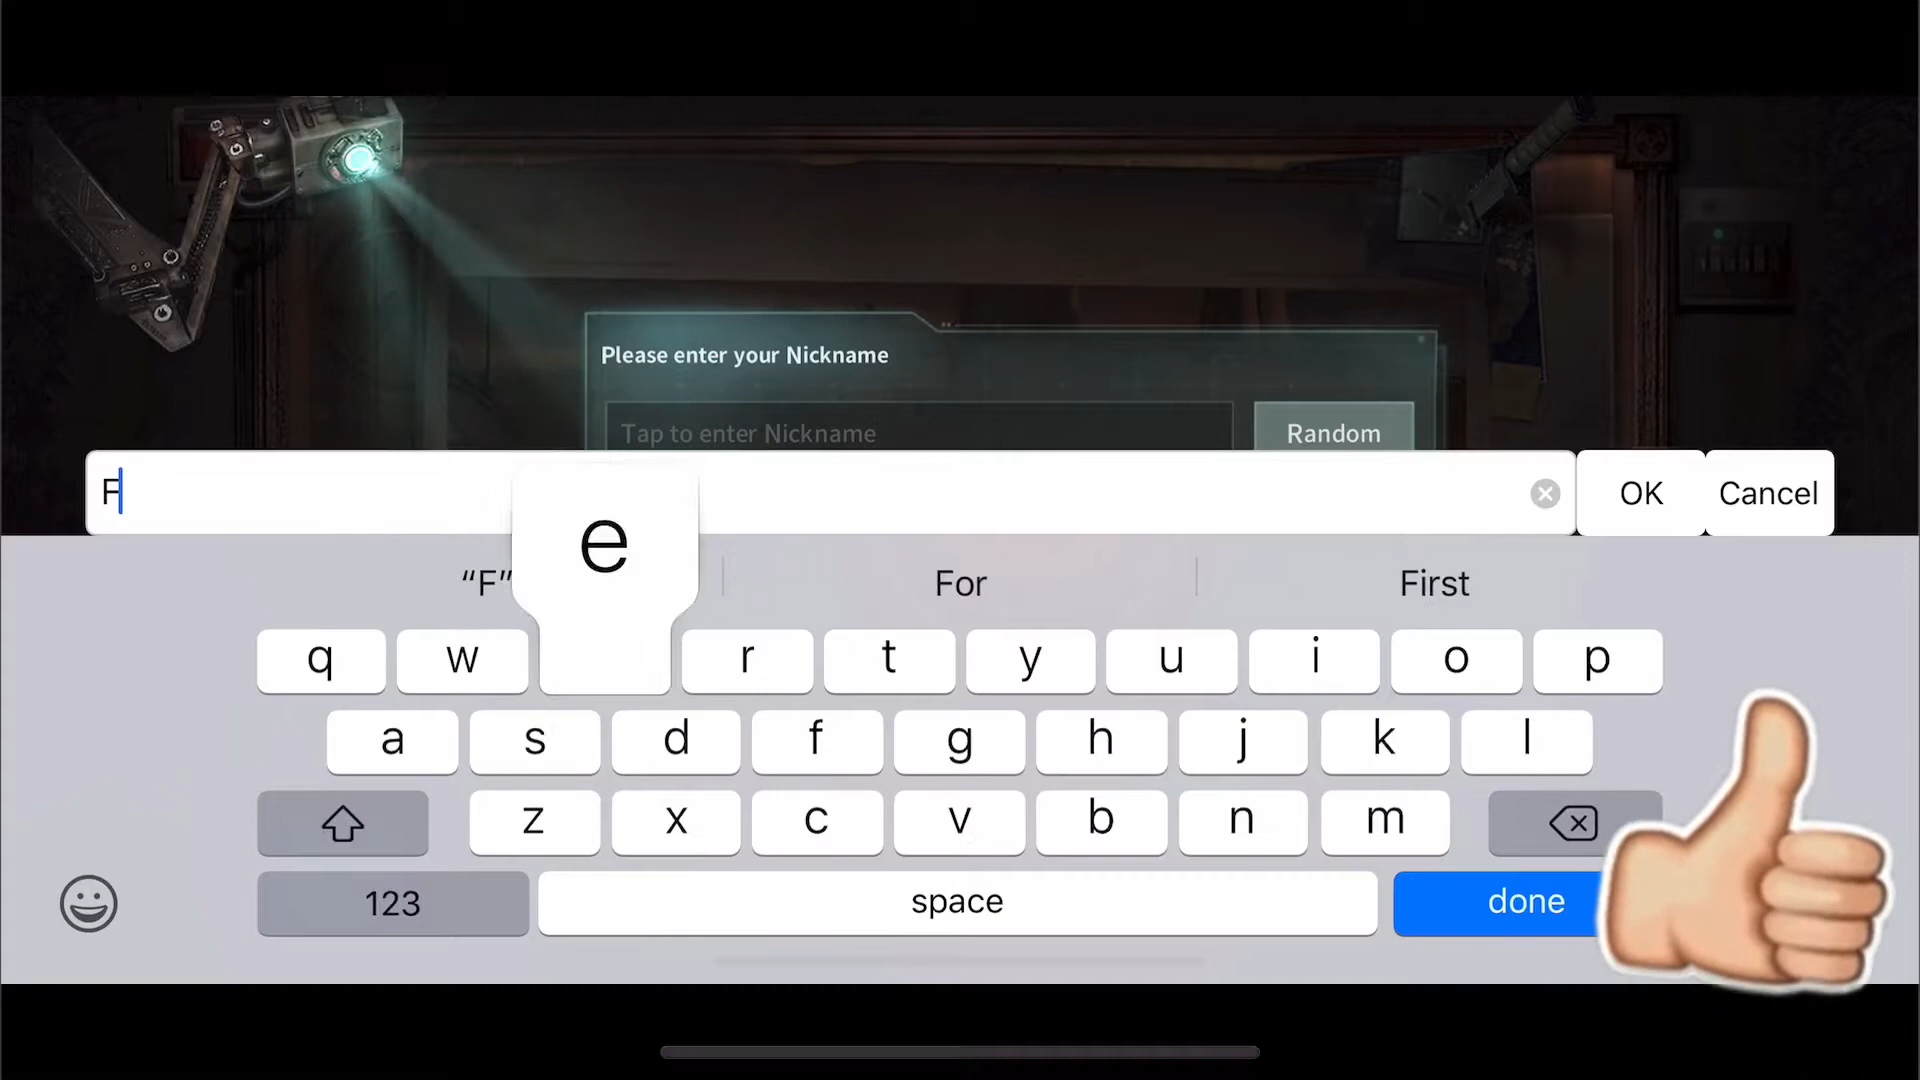 Please enter your Nickname
Tap to enter Nickname
Random
F
OK
Cancel
“F”
For
First
q w e r t y u i o p
a s d f g h j k l
z x c v b n m
123
space
done